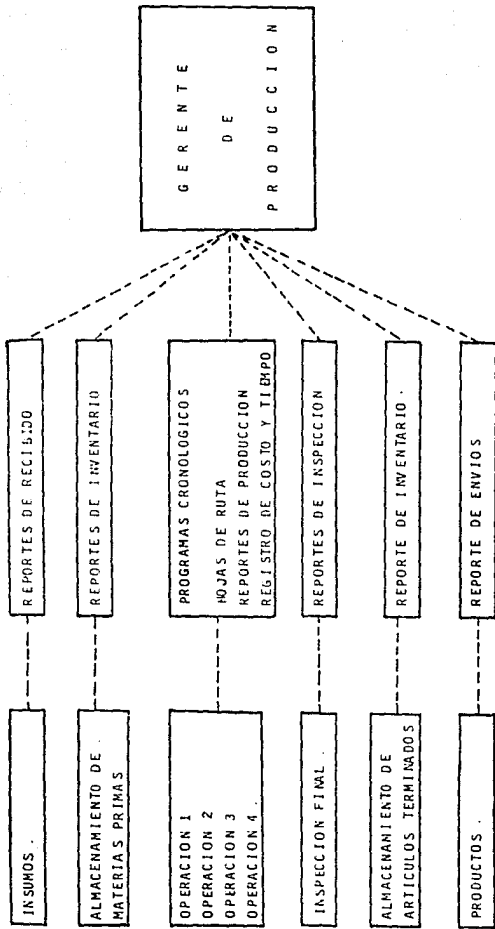 GERENTE
DE
PRODUCCION
REPORTES DE RECIBIDO
REPORTES DE INVENTARIO
PROGRAMAS CRONOLOGICOS
HOJAS DE RUTA
REPORTES DE PRODUCCION
REGISTRO DE COSTO Y TIEMPO
REPORTES DE INSPECCION
REPORTE DE INVENTARIO.
REPORTE DE ENVIOS
INSUMOS.
ALMACENAMIENTO DE.
MATERIAS PRIMAS
OPERACION 1
OPERACION 2
OPERACION 3
OPERACION 4.
INSPECCION FINAL.
ALMACENAMIENTO DE
ARTICULOS TERMINADOS
PRODUCTOS.